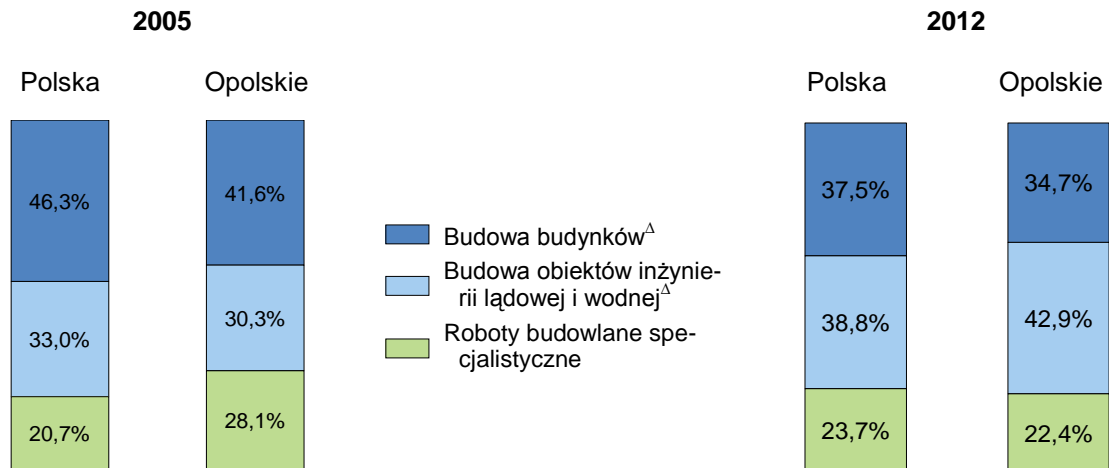 2005
2012
Polska
Opolskie
Polska
Opolskie
46,3%
41,6%
37,5%
34,7%
Budowa budynków∆
Budowa obiektów inżynie-
rii lądowej i wodnej∆
Roboty budowlane spe-
cjalistyczne
33,0%
30,3%
38,8%
42,9%
20,7%
28,1%
23,7%
22,4%